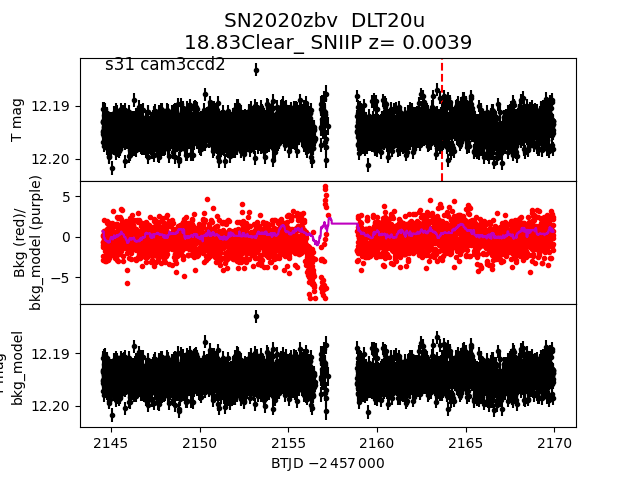 SN2020zbv DLT20u
18.83Clear_ SNIIP z= 0.0039
s31 cam3ccd2
T mag
12.19
12.20
Bkg (red)/
bkg_model (purple)
5
0
−5
mag
bkg_model
12.19
12.20
2145 2150 2155 2160 2165 2170
BTJD −2 457 000